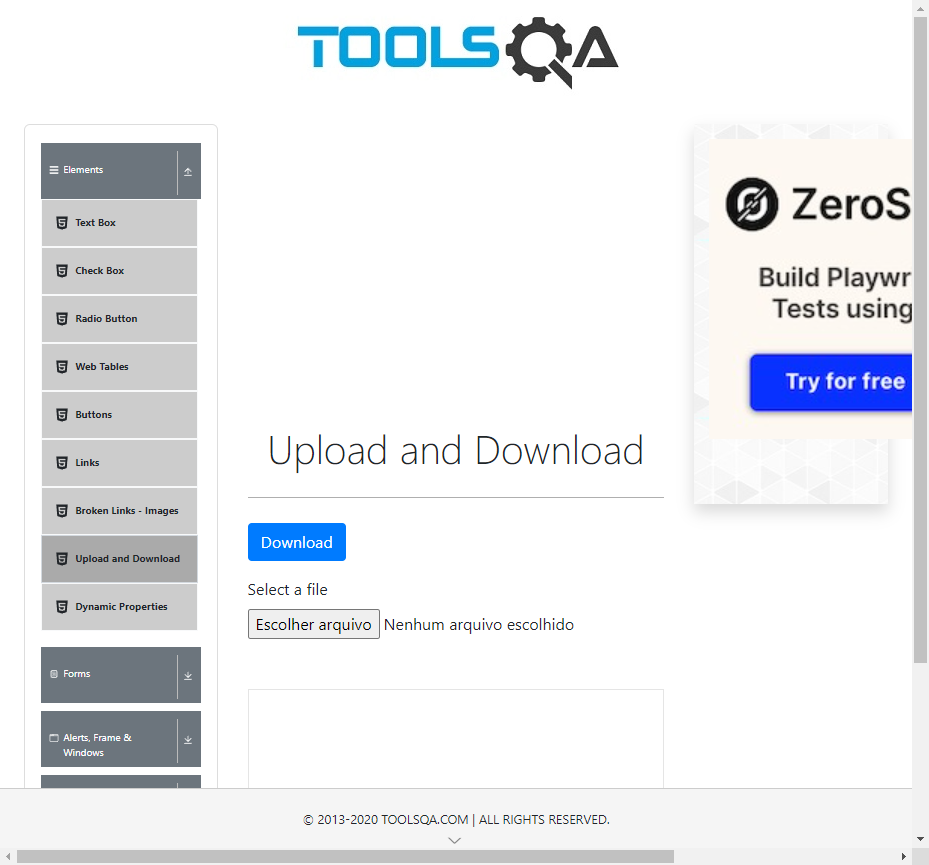 TOOLSQA
Elements
Text Box
Check Box
Radio Button
Web Tables
Buttons
Links
Broken Links - Images
Upload and Download
Dynamic Properties
Forms
Alerts, Frame &
Windows
Upload and Download
Download
Select a file
Escolher arquivo Nenhum arquivo escolhido
ZeroS
Build Playwr
Tests using
Try for free
© 2013-2020 TOOLSQA.COM | ALL RIGHTS RESERVED.